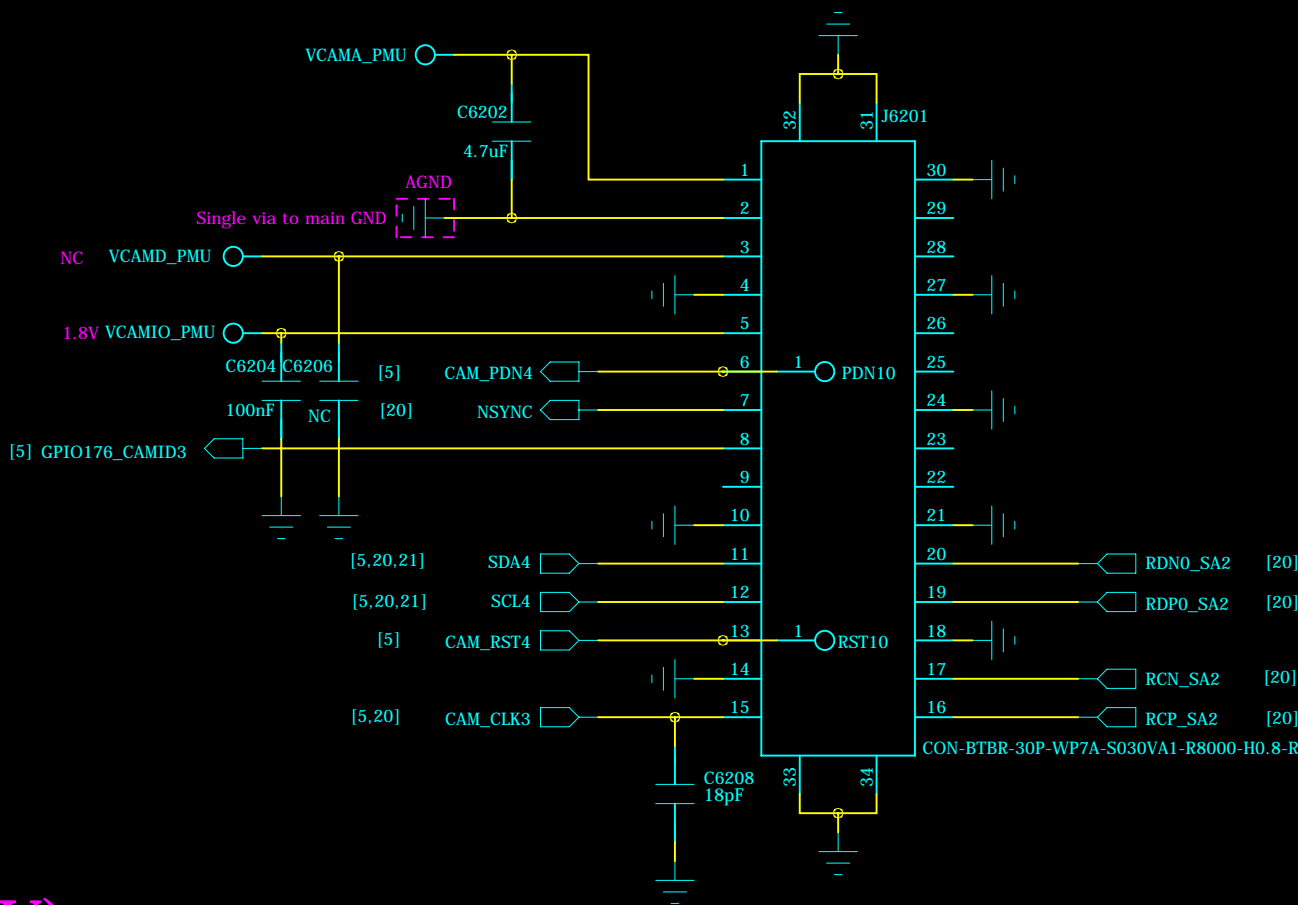 VCAMA_PMU
C6202
4.7uF
32
31
J6201
1
30
AGND
Single via to main GND
2
29
NC VCAMD_PMU
3
28
4
27
1.8V VCAMIO_PMU
5
26
C6204 C6206
[5] CAM_PDN4
6
1
PDN10
25
100nF
NC
[20] NSYNC
7
24
[5] GPIO176_CAMID3
8
23
9
22
10
21
[5,20,21] SDA4
11
20
RDN0_SA2 [20]
[5,20,21] SCL4
12
19
RDP0_SA2 [20]
[5] CAM_RST4
13
1
RST10
18
14
17
RCN_SA2 [20]
[5,20] CAM_CLK3
15
16
RCP_SA2 [20]
CON-BTBR-30P-WP7A-S030VA1-R8000-H0.8-R
C6208
18pF
33
34